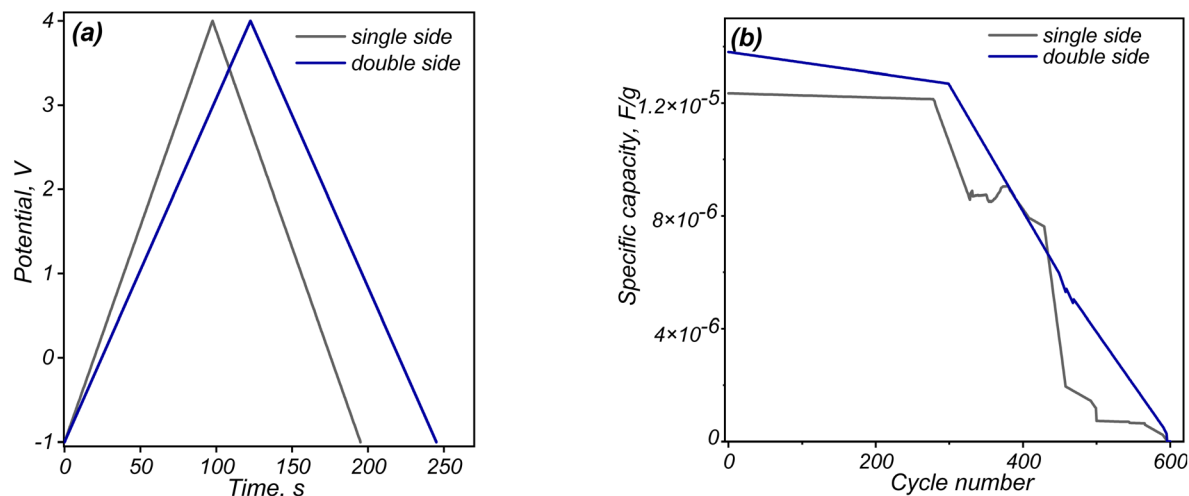 (a)
single side
double side
4
3
2
1
0
-1
Potential, V
0 50 100 150 200 250
Time, s
(b)
single side
double side
1.2×10⁻⁵
8×10⁻⁶
4×10⁻⁶
0
Specific capacity, F/g
0 200 400 600
Cycle number